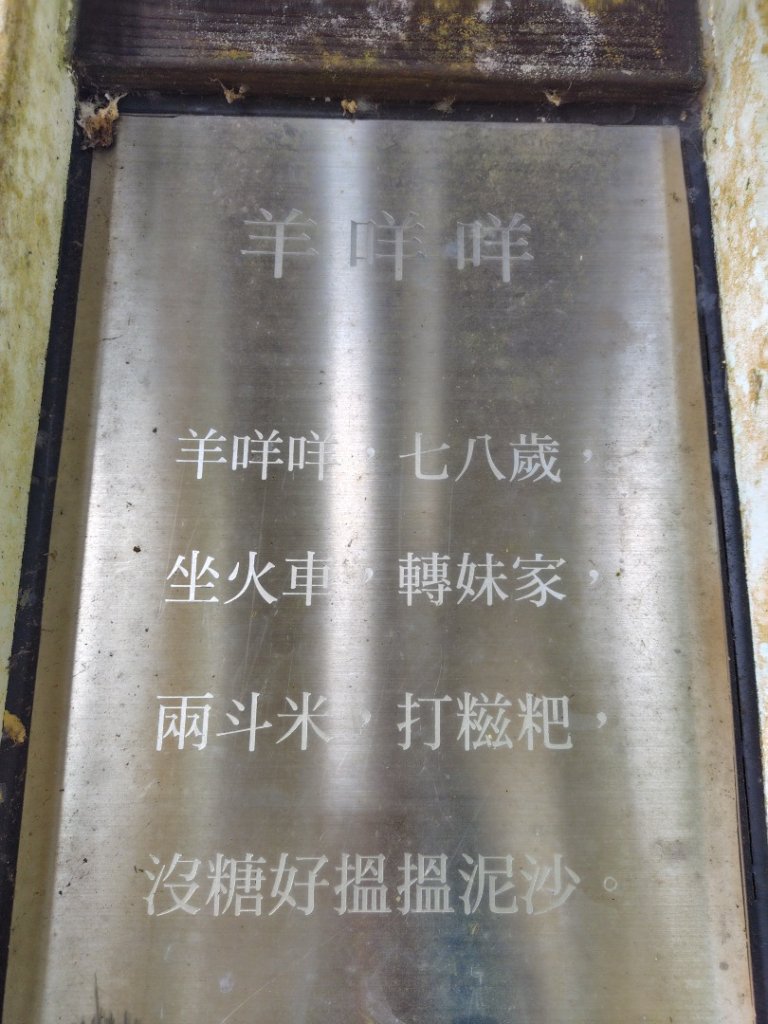 羊咩咩
羊咩咩，七八歲，
坐火車，轉妹家，
兩斗米，打糍粑，
沒糖好搵搵泥沙。